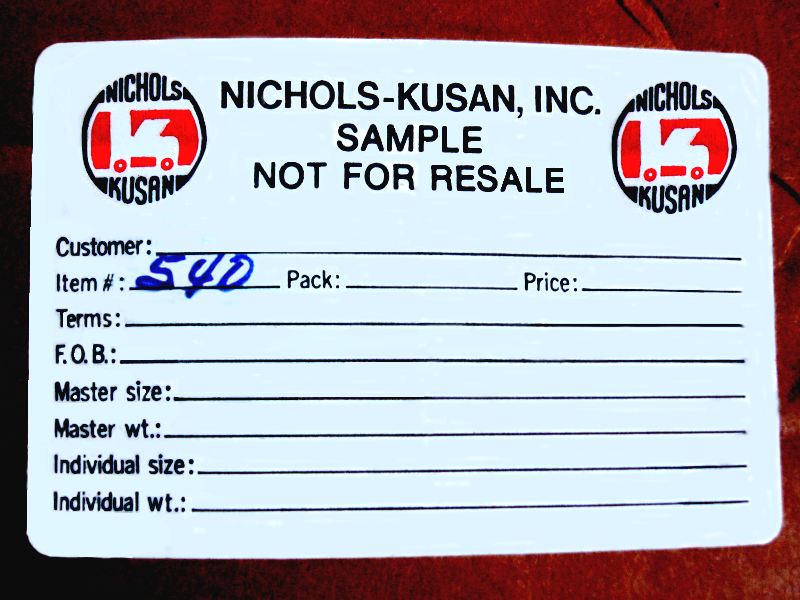 NICHOLS KUSAN
NICHOLS-KUSAN, INC.
SAMPLE
NOT FOR RESALE
NICHOLS KUSAN
Customer:
Item #: 540 Pack: Price:
Terms:
F.O.B.:
Master size:
Master wt.:
Individual size:
Individual wt.: